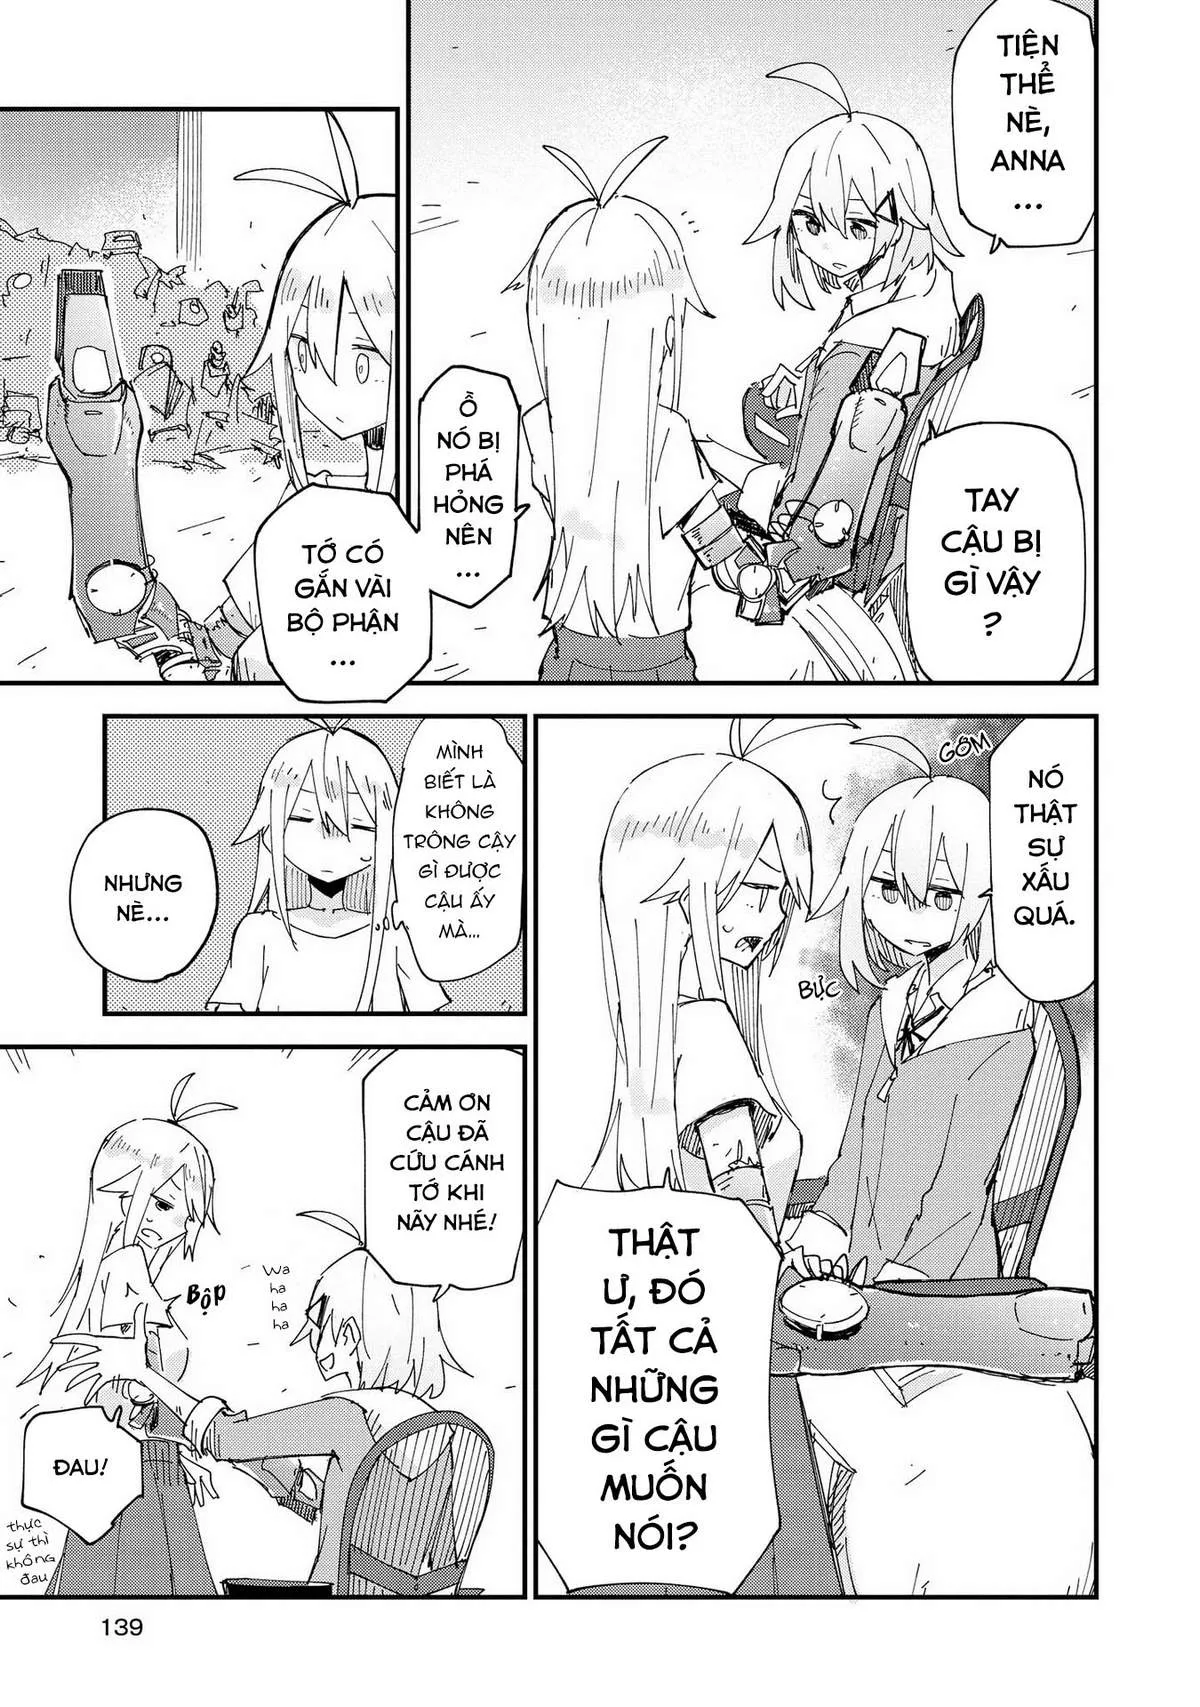 TIỆN
THỂ
NÈ,
ANNA
...
TAY
CẬU BỊ
GÌ VẬY
?
Ồ
NÓ BỊ
PHÁ
HỎNG
NÊN
...
TỚ CÓ
GẮN VÀI
BỘ PHẬN
...
GỚM
NÓ
THẬT
SỰ
XẤU
QUÁ.
BỰC
THẬT
Ư, ĐÓ
TẤT CẢ
NHỮNG
GÌ CẬU
MUỐN
NÓI?
MÌNH
BIẾT LÀ
KHÔNG
TRÔNG CẬY
GÌ ĐƯỢC
CẬU ẤY
MÀ...
NHƯNG
NÈ...
CẢM ƠN
CẬU ĐÃ
CỨU CÁNH
TỚ KHI
NÃY NHÉ!
Wa
ha
ha
ha
BỘP
ĐAU!
thực
sự thì
không
đau
139